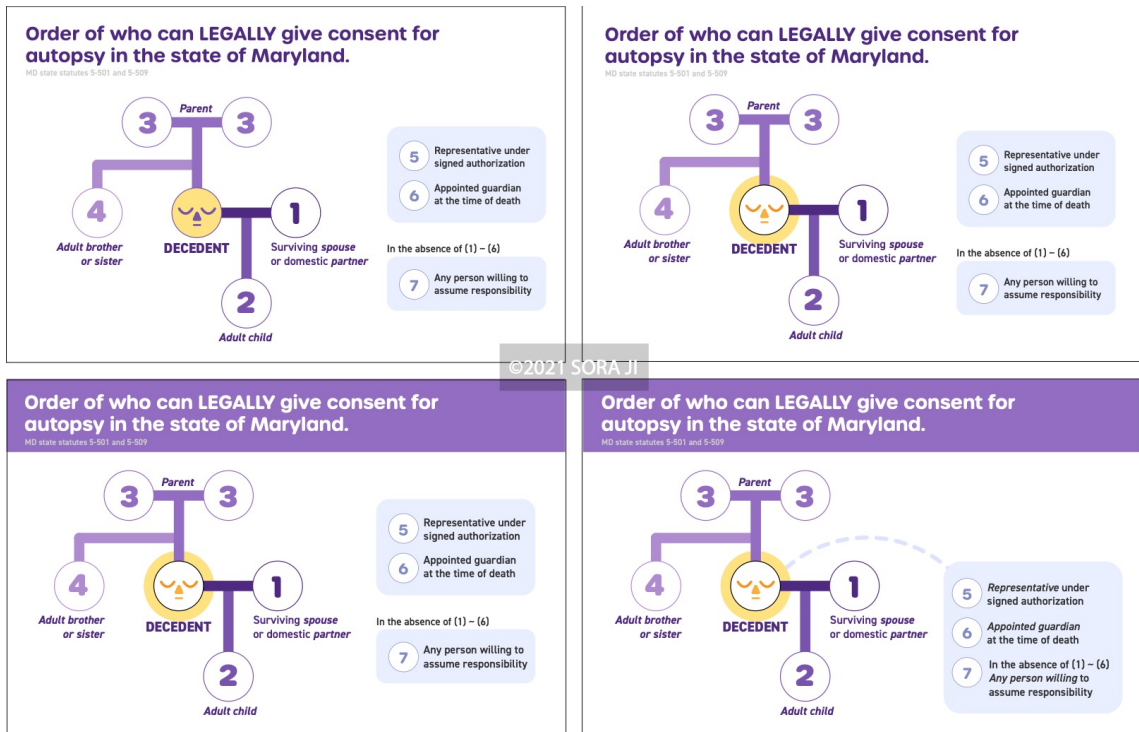 Order of who can LEGALLY give consent for
autopsy in the state of Maryland.
MD state statutes 5-501 and 5-509
Parent
3
3
4
1
Adult brother
or sister
DECEDENT
Surviving spouse
or domestic partner
2
Adult child
5
Representative under
signed authorization
6
Appointed guardian
at the time of death
In the absence of (1) – (6)
7
Any person willing to
assume responsibility
Order of who can LEGALLY give consent for
autopsy in the state of Maryland.
MD state statutes 5-501 and 5-509
Parent
3
3
4
1
Adult brother
or sister
DECEDENT
Surviving spouse
or domestic partner
2
Adult child
5
Representative under
signed authorization
6
Appointed guardian
at the time of death
In the absence of (1) – (6)
7
Any person willing to
assume responsibility
©2021 SORA JI
Order of who can LEGALLY give consent for
autopsy in the state of Maryland.
MD state statutes 5-501 and 5-509
Parent
3
3
4
1
Adult brother
or sister
DECEDENT
Surviving spouse
or domestic partner
2
Adult child
5
Representative under
signed authorization
6
Appointed guardian
at the time of death
In the absence of (1) – (6)
7
Any person willing to
assume responsibility
Order of who can LEGALLY give consent for
autopsy in the state of Maryland.
MD state statutes 5-501 and 5-509
Parent
3
3
4
1
Adult brother
or sister
DECEDENT
Surviving spouse
or domestic partner
2
Adult child
5
Representative under
signed authorization
6
Appointed guardian
at the time of death
7
In the absence of (1) – (6)
Any person willing to
assume responsibility